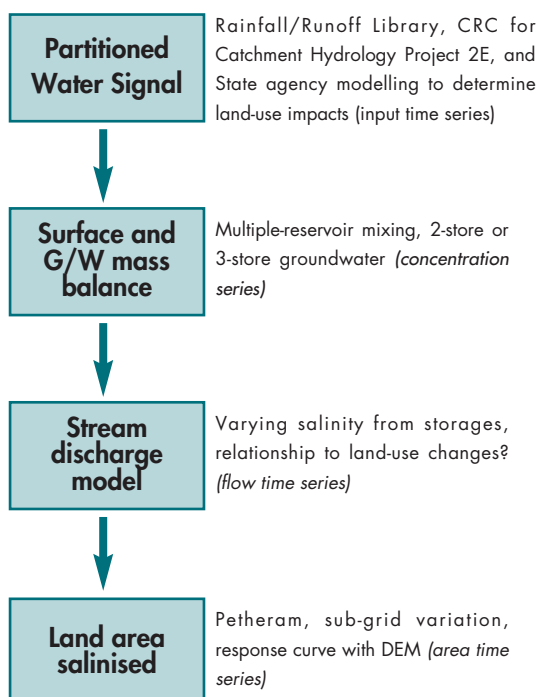 Partitioned
Water Signal
Rainfall/Runoff Library, CRC for
Catchment Hydrology Project 2E, and
State agency modelling to determine
land-use impacts (input time series)
Surface and
G/W mass
balance
Multiple-reservoir mixing, 2-store or
3-store groundwater (concentration
series)
Stream
discharge
model
Varying salinity from storages,
relationship to land-use changes?
(flow time series)
Land area
salinised
Petheram, sub-grid variation,
response curve with DEM (area time
series)